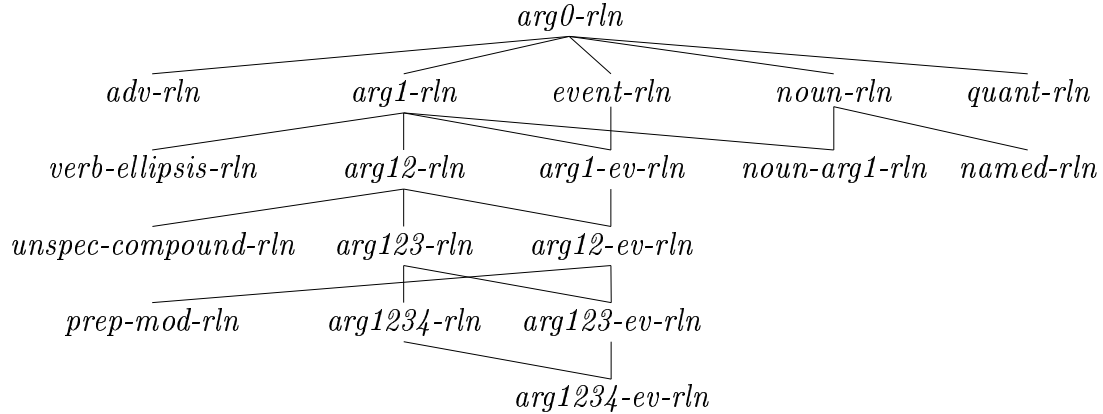 arg0-rln
adv-rln arg1-rln event-rln noun-rln quant-rln
verb-ellipsis-rln arg12-rln arg1-ev-rln noun-arg1-rln named-rln
unspec-compound-rln arg123-rln arg12-ev-rln
prep-mod-rln arg1234-rln arg123-ev-rln
arg1234-ev-rln